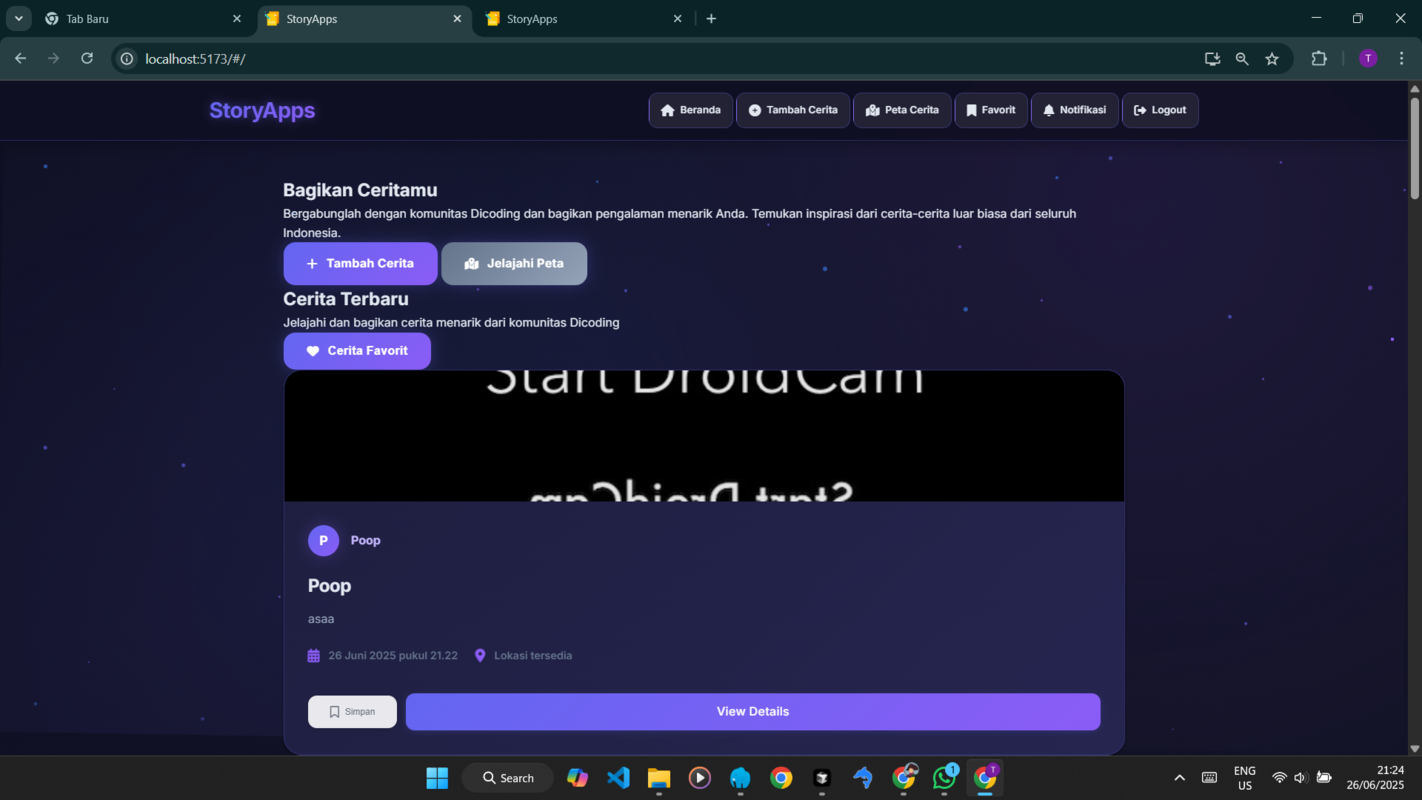 Tab Baru
StoryApps
StoryApps
localhost:5173/#/
T
StoryApps
Beranda
Tambah Cerita
Peta Cerita
Favorit
Notifikasi
Logout
Bagikan Ceritamu
Bergabunglah dengan komunitas Dicoding dan bagikan pengalaman menarik Anda. Temukan inspirasi dari cerita-cerita luar biasa dari seluruh
Indonesia.
Tambah Cerita
Jelajahi Peta
Cerita Terbaru
Jelajahi dan bagikan cerita menarik dari komunitas Dicoding
Cerita Favorit
Start DroidCam
Start DroidCam
P
Poop
Poop
asaa
26 Juni 2025 pukul 21.22
Lokasi tersedia
Simpan
View Details
Search
1
T
ENG
US
21:24
26/06/2025